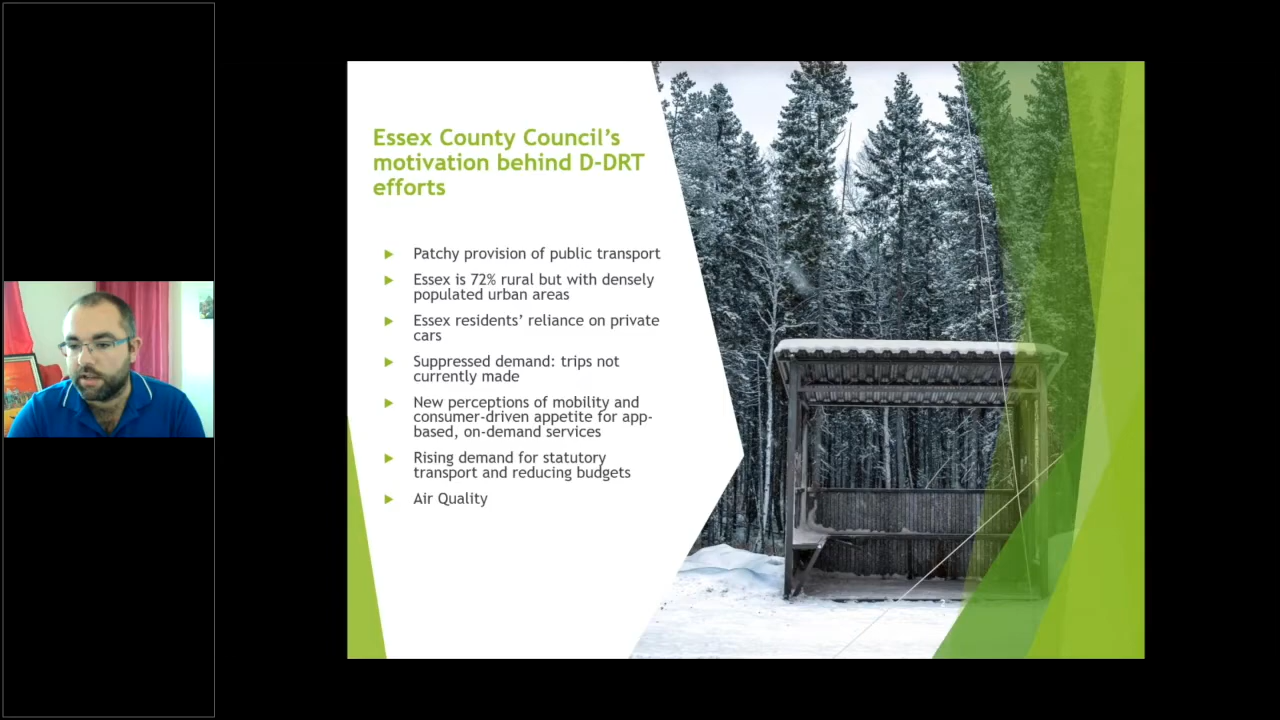 Essex County Council’s
motivation behind D-DRT
efforts
Patchy provision of public transport
Essex is 72% rural but with densely
populated urban areas
Essex residents’ reliance on private
cars
Suppressed demand: trips not
currently made
New perceptions of mobility and
consumer-driven appetite for app-
based, on-demand services
Rising demand for statutory
transport and reducing budgets
Air Quality